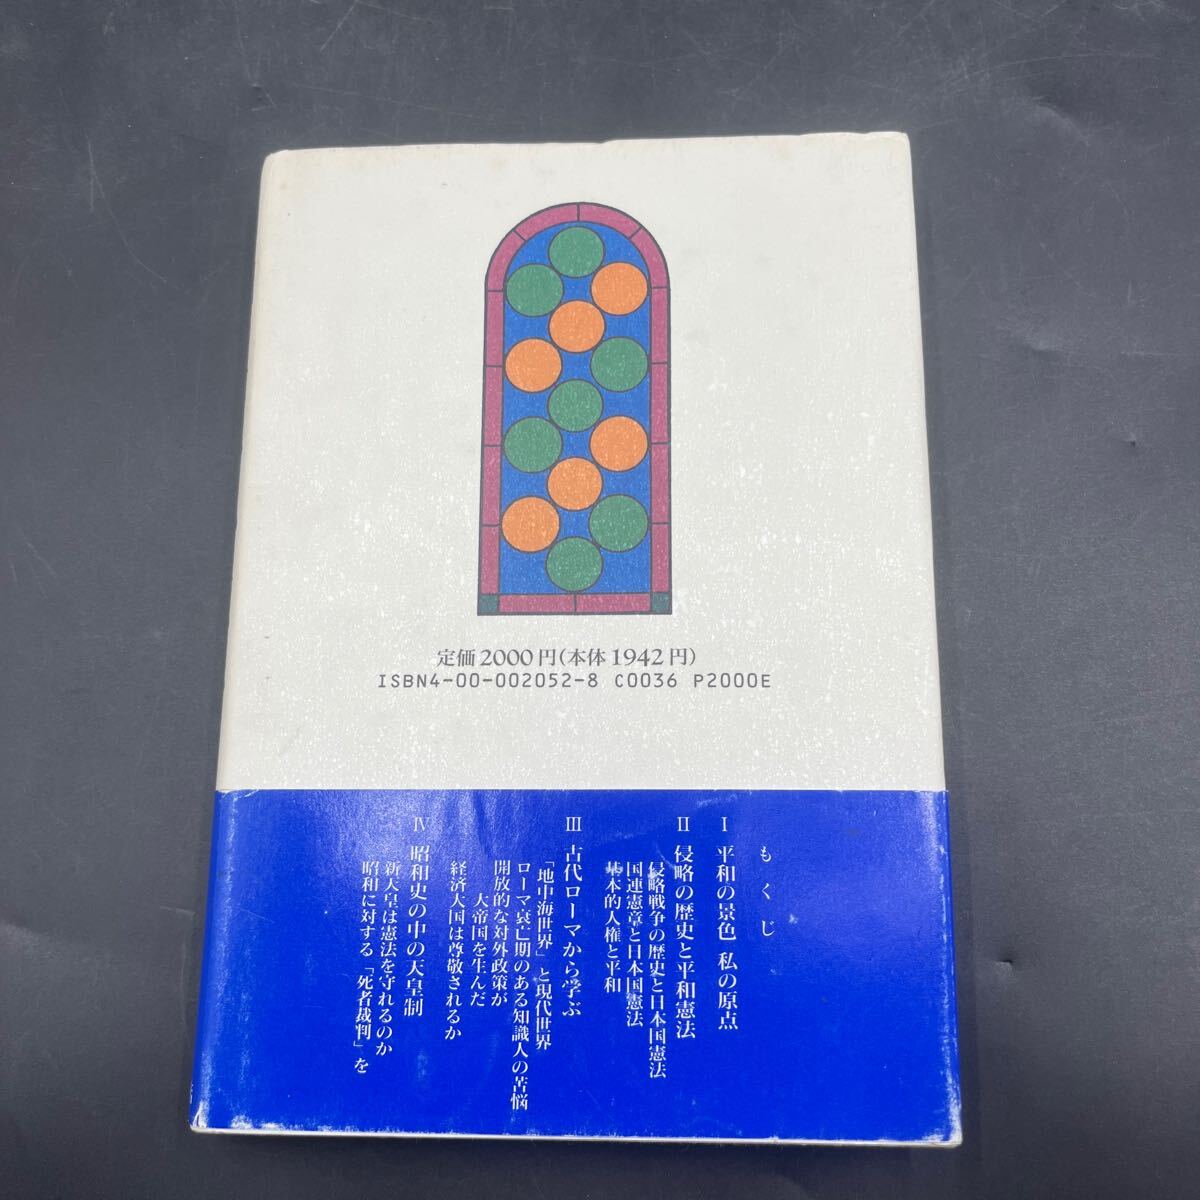 定価2000円(本体1942円)
ISBN4-00-002052-8 C0036 P2000E
もくじ
I 平和の景色 私の原点
II 侵略の歴史と平和憲法
侵略戦争の歴史と日本国憲法
国連憲章と日本国憲法
基本的人権と平和
III 古代ローマから学ぶ
「地中海世界」と現代世界
ローマ衰亡期のある知識人の苦悩
開放的な対外政策が
大帝国を生んだ
経済大国は尊敬されるか
IV 昭和史の中の天皇制
新天皇は憲法を守れるのか
昭和に対する「死者裁判」を